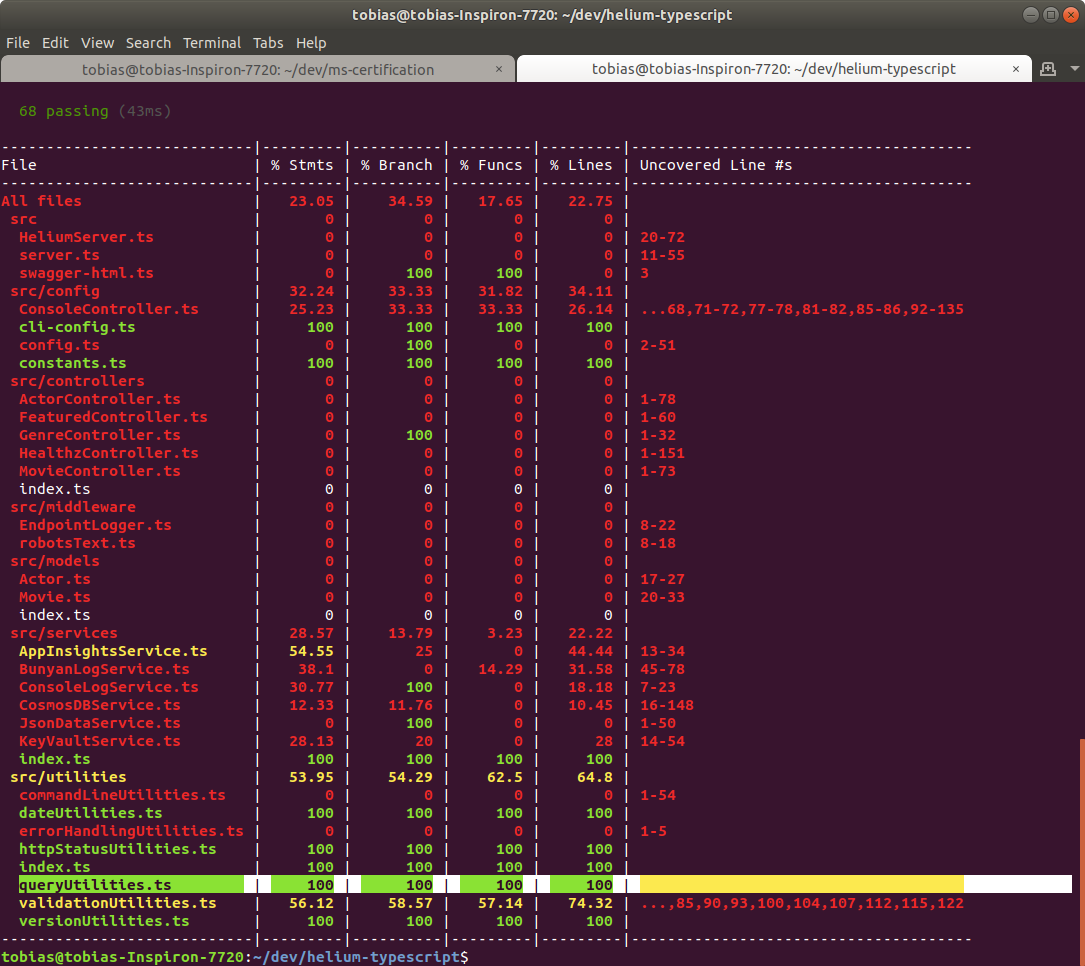 tobias@tobias-Inspiron-7720: ~/dev/helium-typescript
File Edit View Search Terminal Tabs Help
tobias@tobias-Inspiron-7720: ~/dev/ms-certification × tobias@tobias-Inspiron-7720: ~/dev/helium-typescript ×
68 passing (43ms)
----------------------------|----------|----------|----------|----------|-------------------|
File | % Stmts | % Branch | % Funcs | % Lines | Uncovered Line #s
----------------------------|----------|----------|----------|----------|-------------------|
All files | 23.05 | 34.59 | 17.65 | 22.75 |
src | 0 | 0 | 0 | 0 |
HeliumServer.ts | 0 | 0 | 0 | 0 | 20-72
server.ts | 0 | 0 | 0 | 0 | 11-55
swagger-html.ts | 0 | 100 | 100 | 0 | 3
src/config | 32.24 | 33.33 | 31.82 | 34.11 |
ConsoleController.ts | 25.23 | 33.33 | 33.33 | 26.14 | ...68,71-72,77-78,81-82,85-86,92-135
cli-config.ts | 100 | 100 | 100 | 100 |
config.ts | 0 | 100 | 0 | 0 | 2-51
constants.ts | 100 | 100 | 100 | 100 |
src/controllers | 0 | 0 | 0 | 0 |
ActorController.ts | 0 | 0 | 0 | 0 | 1-78
FeaturedController.ts | 0 | 0 | 0 | 0 | 1-60
GenreController.ts | 0 | 100 | 0 | 0 | 1-32
HealthzController.ts | 0 | 0 | 0 | 0 | 1-151
MovieController.ts | 0 | 0 | 0 | 0 | 1-73
index.ts | 0 | 0 | 0 | 0 |
src/middleware | 0 | 0 | 0 | 0 |
EndpointLogger.ts | 0 | 0 | 0 | 0 | 8-22
robotsText.ts | 0 | 0 | 0 | 0 | 8-18
src/models | 0 | 0 | 0 | 0 |
Actor.ts | 0 | 0 | 0 | 0 | 17-27
Movie.ts | 0 | 0 | 0 | 0 | 20-33
index.ts | 0 | 0 | 0 | 0 |
src/services | 28.57 | 13.79 | 3.23 | 22.22 |
AppInsightsService.ts | 54.55 | 25 | 0 | 44.44 | 13-34
BunyanLogService.ts | 38.1 | 0 | 14.29 | 31.58 | 45-78
ConsoleLogService.ts | 30.77 | 100 | 0 | 18.18 | 7-23
CosmosDBService.ts | 12.33 | 11.76 | 0 | 10.45 | 16-148
JsonDataService.ts | 0 | 100 | 0 | 0 | 1-50
KeyVaultService.ts | 28.13 | 20 | 0 | 28 | 14-54
index.ts | 100 | 100 | 100 | 100 |
src/utilities | 53.95 | 54.29 | 62.5 | 64.8 |
commandLineUtilities.ts | 0 | 0 | 0 | 0 | 1-54
dateUtilities.ts | 100 | 100 | 100 | 100 |
errorHandlingUtilities.ts | 0 | 0 | 0 | 0 | 1-5
httpStatusUtilities.ts | 100 | 100 | 100 | 100 |
index.ts | 100 | 100 | 100 | 100 |
queryUtilities.ts | 100 | 100 | 100 | 100 |
validationUtilities.ts | 56.12 | 58.57 | 57.14 | 74.32 | ...,85,90,93,100,104,107,112,115,122
versionUtilities.ts | 100 | 100 | 100 | 100 |
----------------------------|----------|----------|----------|----------|-------------------|
tobias@tobias-Inspiron-7720:~/dev/helium-typescript$